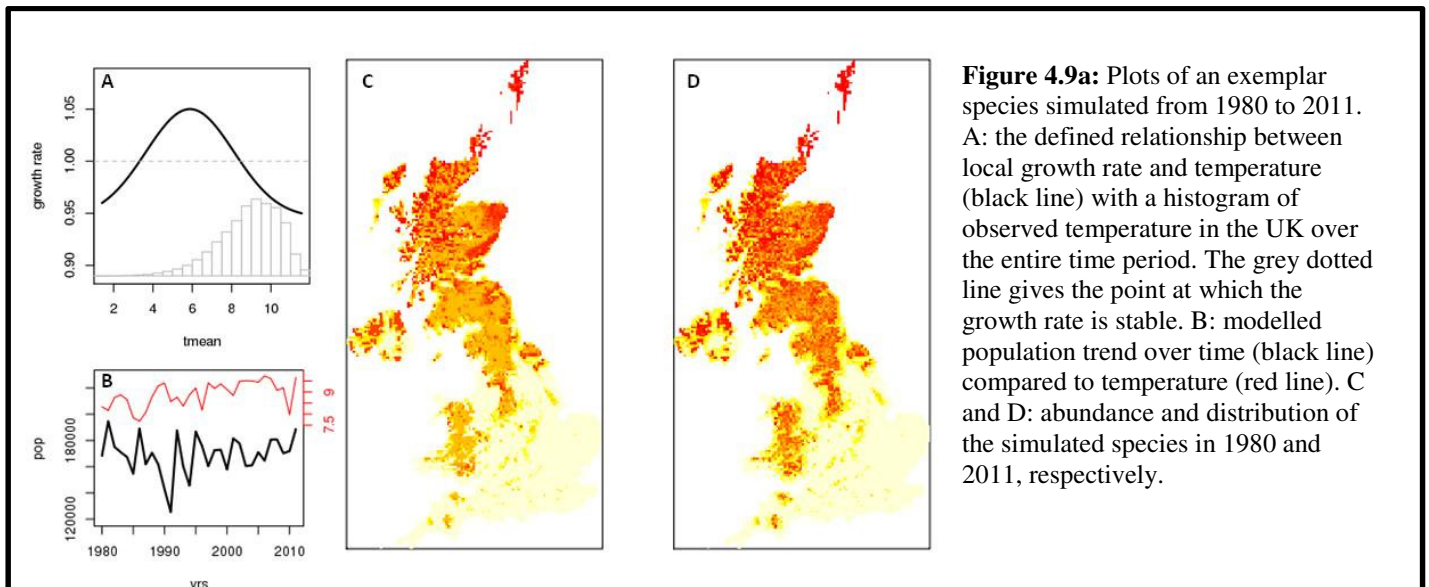 A
growth rate
0.90
0.95
1.00
1.05
2 4 6 8 10
tmean
B
pop
120000
180000
7.5
9
1980 1990 2000 2010
yrs
C
D
Figure 4.9a: Plots of an exemplar
species simulated from 1980 to 2011.
A: the defined relationship between
local growth rate and temperature
(black line) with a histogram of
observed temperature in the UK over
the entire time period. The grey dotted
line gives the point at which the
growth rate is stable. B: modelled
population trend over time (black line)
compared to temperature (red line). C
and D: abundance and distribution of
the simulated species in 1980 and
2011, respectively.